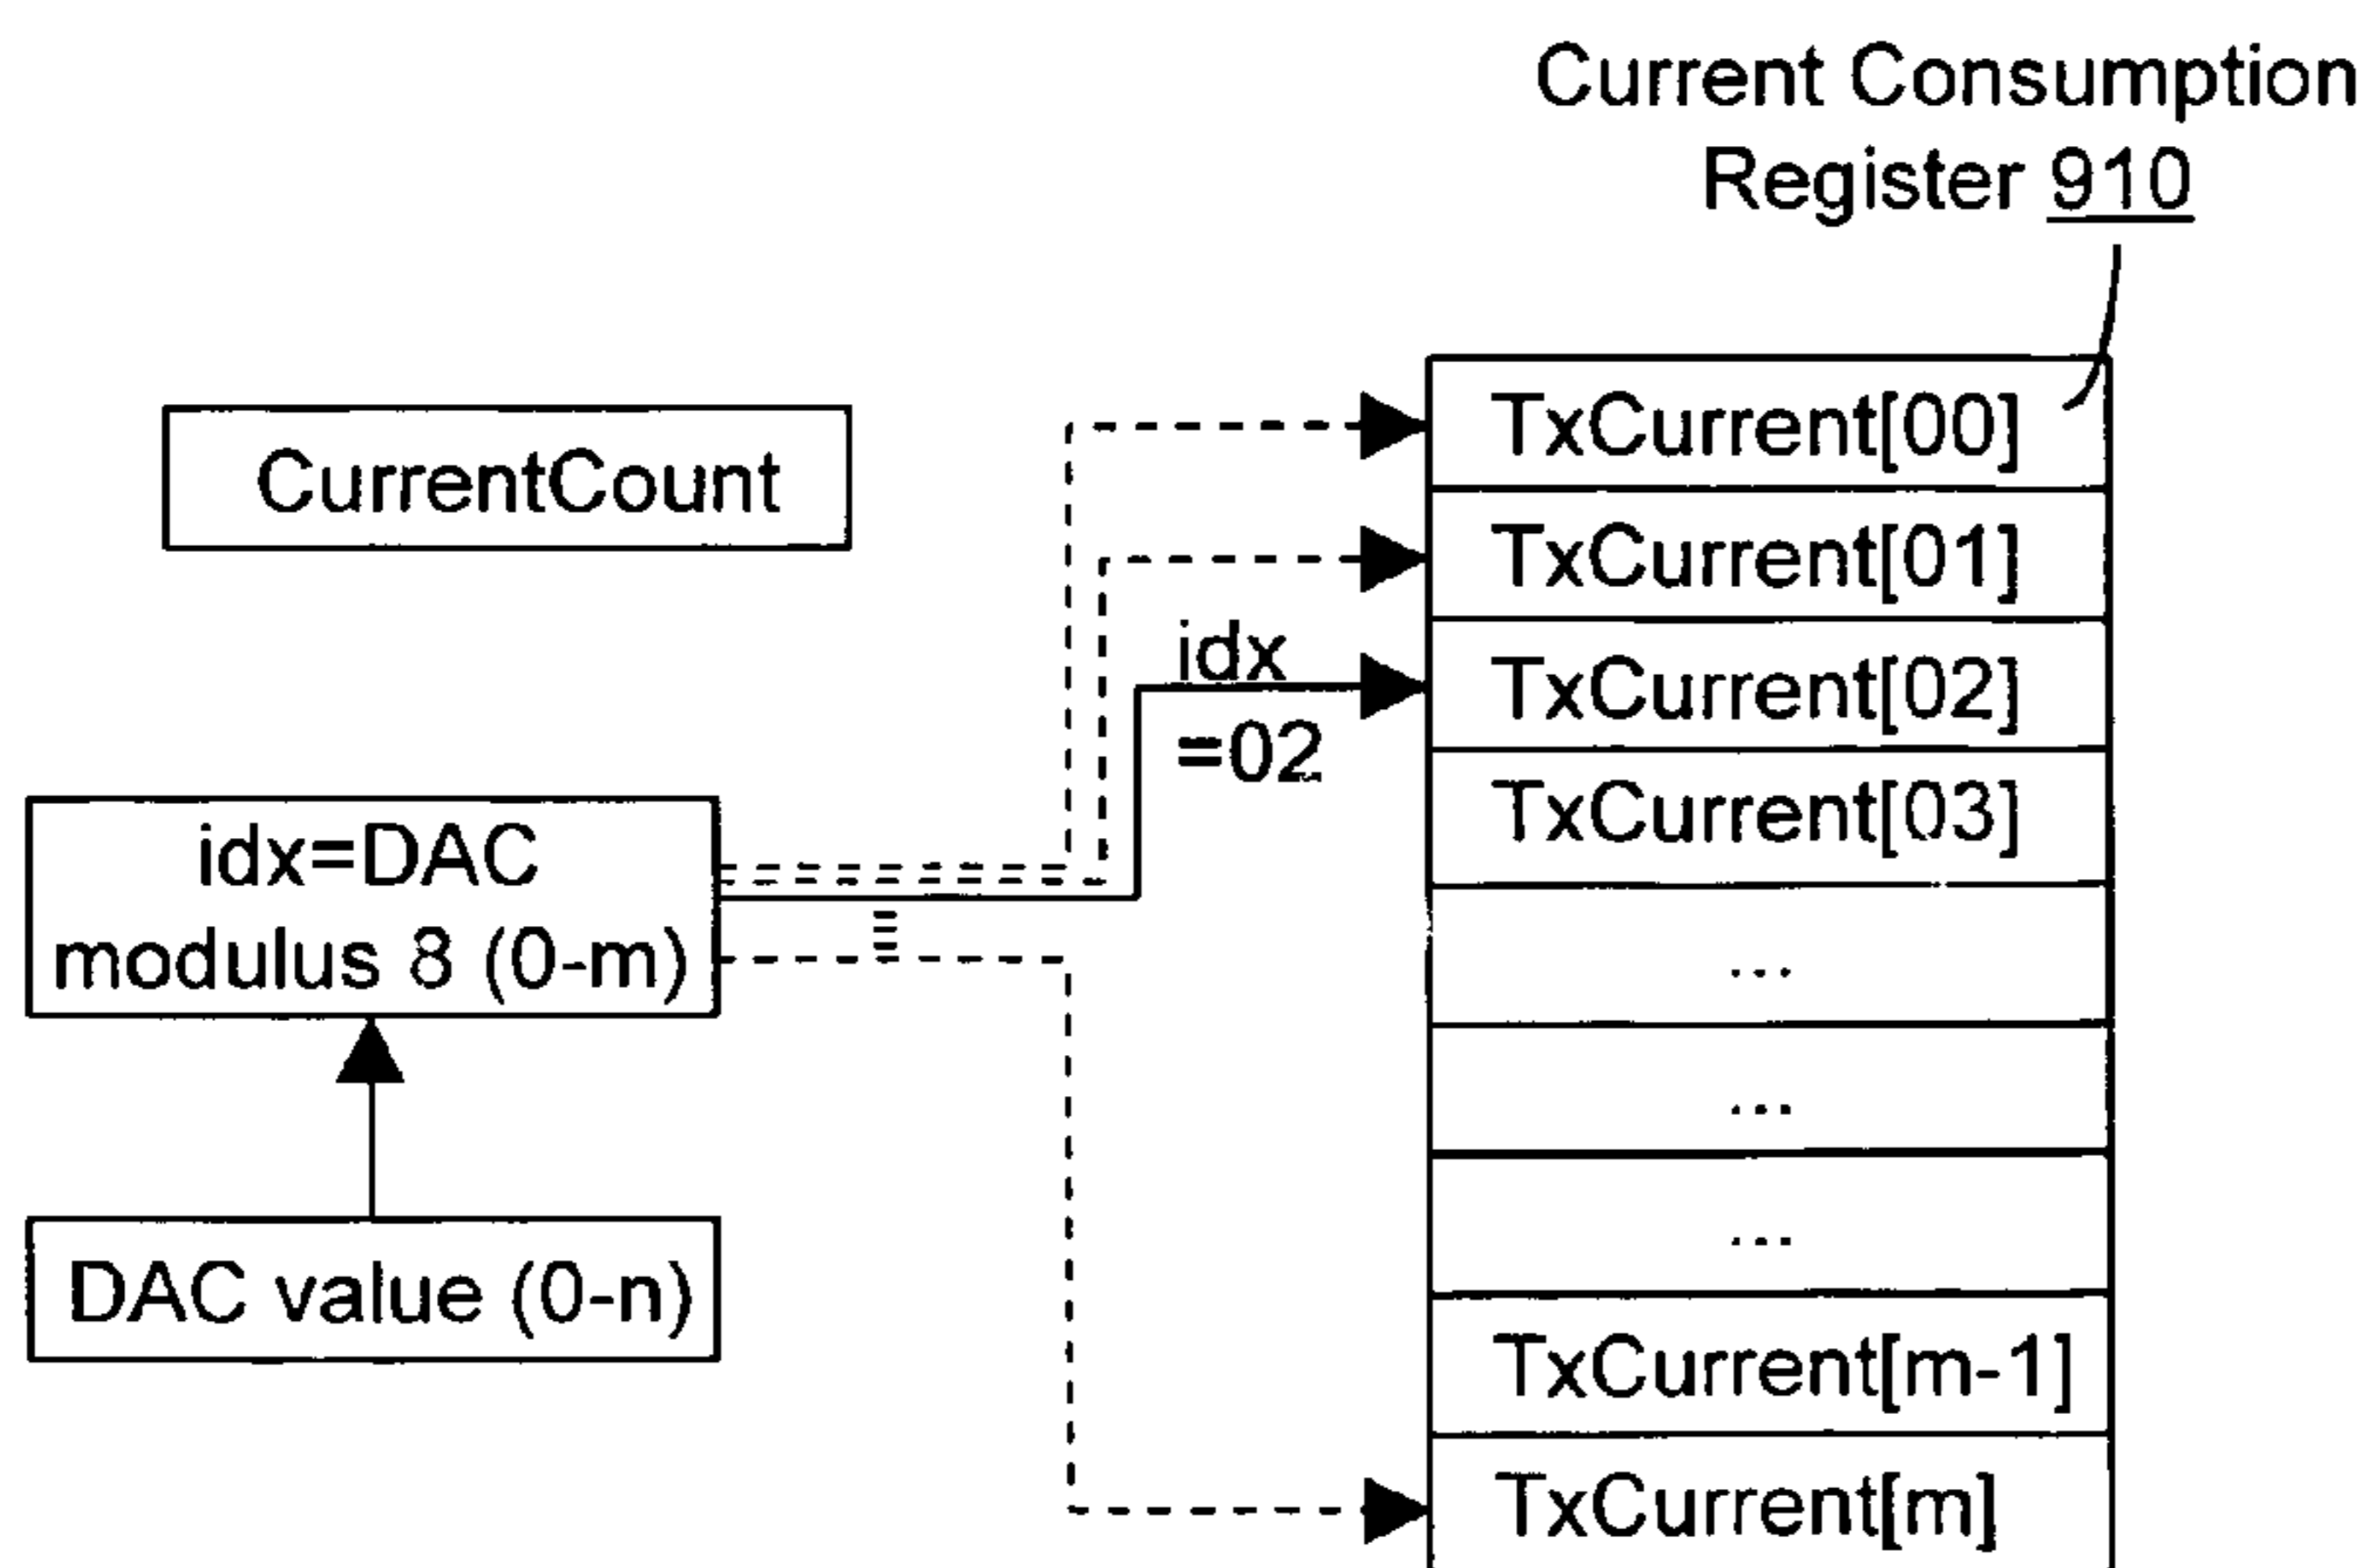 Current Consumption
Register 910
CurrentCount
idx=DAC
modulus 8 (0-m)
DAC value (0-n)
idx
=02
TxCurrent[00]
TxCurrent[01]
TxCurrent[02]
TxCurrent[03]
...
...
...
TxCurrent[m-1]
TxCurrent[m]